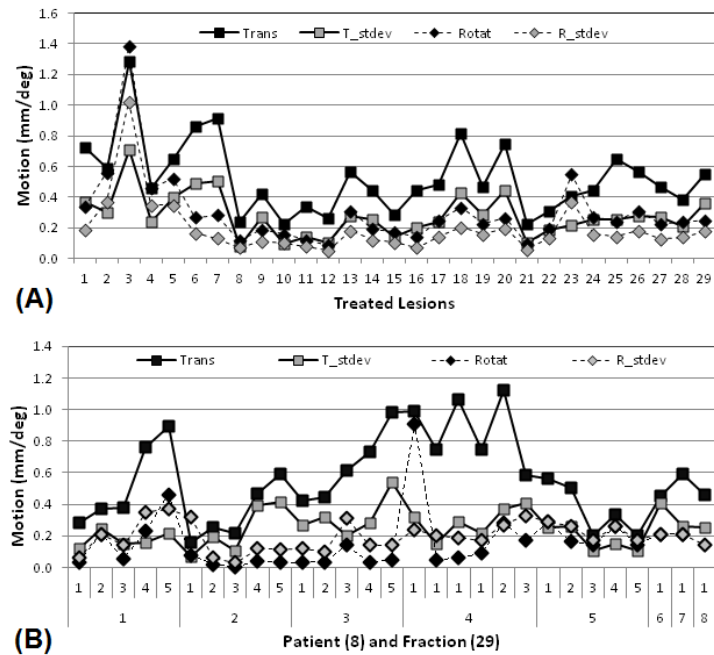 1.6
1.4
1.2
1.0
0.8
0.6
0.4
0.2
0.0
Motion (mm/deg)
Trans T_stdev Rotat R_stdev
1 2 3 4 5 6 7 8 9 10 11 12 13 14 15 16 17 18 19 20 21 22 23 24 25 26 27 28 29
(A) Treated Lesions
1.4
1.2
1.0
0.8
0.6
0.4
0.2
0.0
Motion (mm/deg)
Trans T_stdev Rotat R_stdev
1 2 3 4 5 1 2 3 4 5 1 2 3 4 5 1 1 1 1 2 3 1 2 3 4 5 1 1 1
1 2 3 4 5 6 7 8
(B) Patient (8) and Fraction (29)